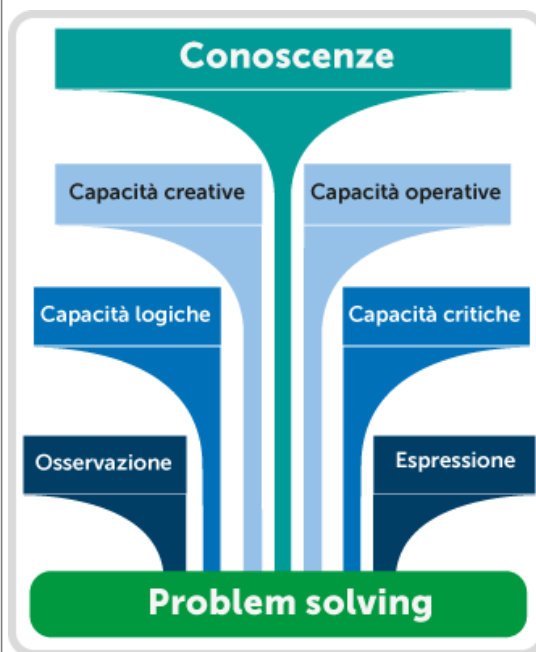 Conoscenze
Capacità creative
Capacità operative
Capacità logiche
Capacità critiche
Osservazione
Espressione
Problem solving